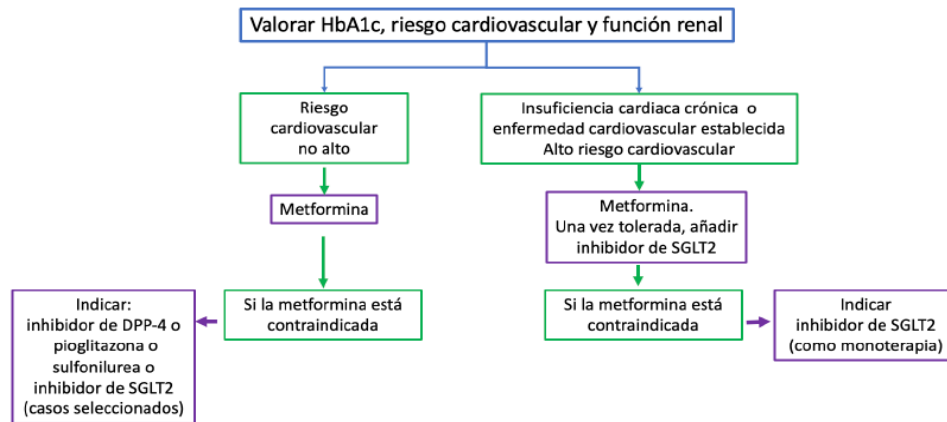 Valorar HbA1c, riesgo cardiovascular y función renal
Riesgo
cardiovascular
no alto
Insuficiencia cardiaca crónica o
enfermedad cardiovascular establecida
Alto riesgo cardiovascular
Metformina
Metformina.
Una vez tolerada, añadir
inhibidor de SGLT2
Indicar:
inhibidor de DPP-4 o
pioglitazona o
sulfonilurea o
inhibidor de SGLT2
(casos seleccionados)
Si la metformina está
contraindicada
Si la metformina está
contraindicada
Indicar
inhibidor de SGLT2
(como monoterapia)